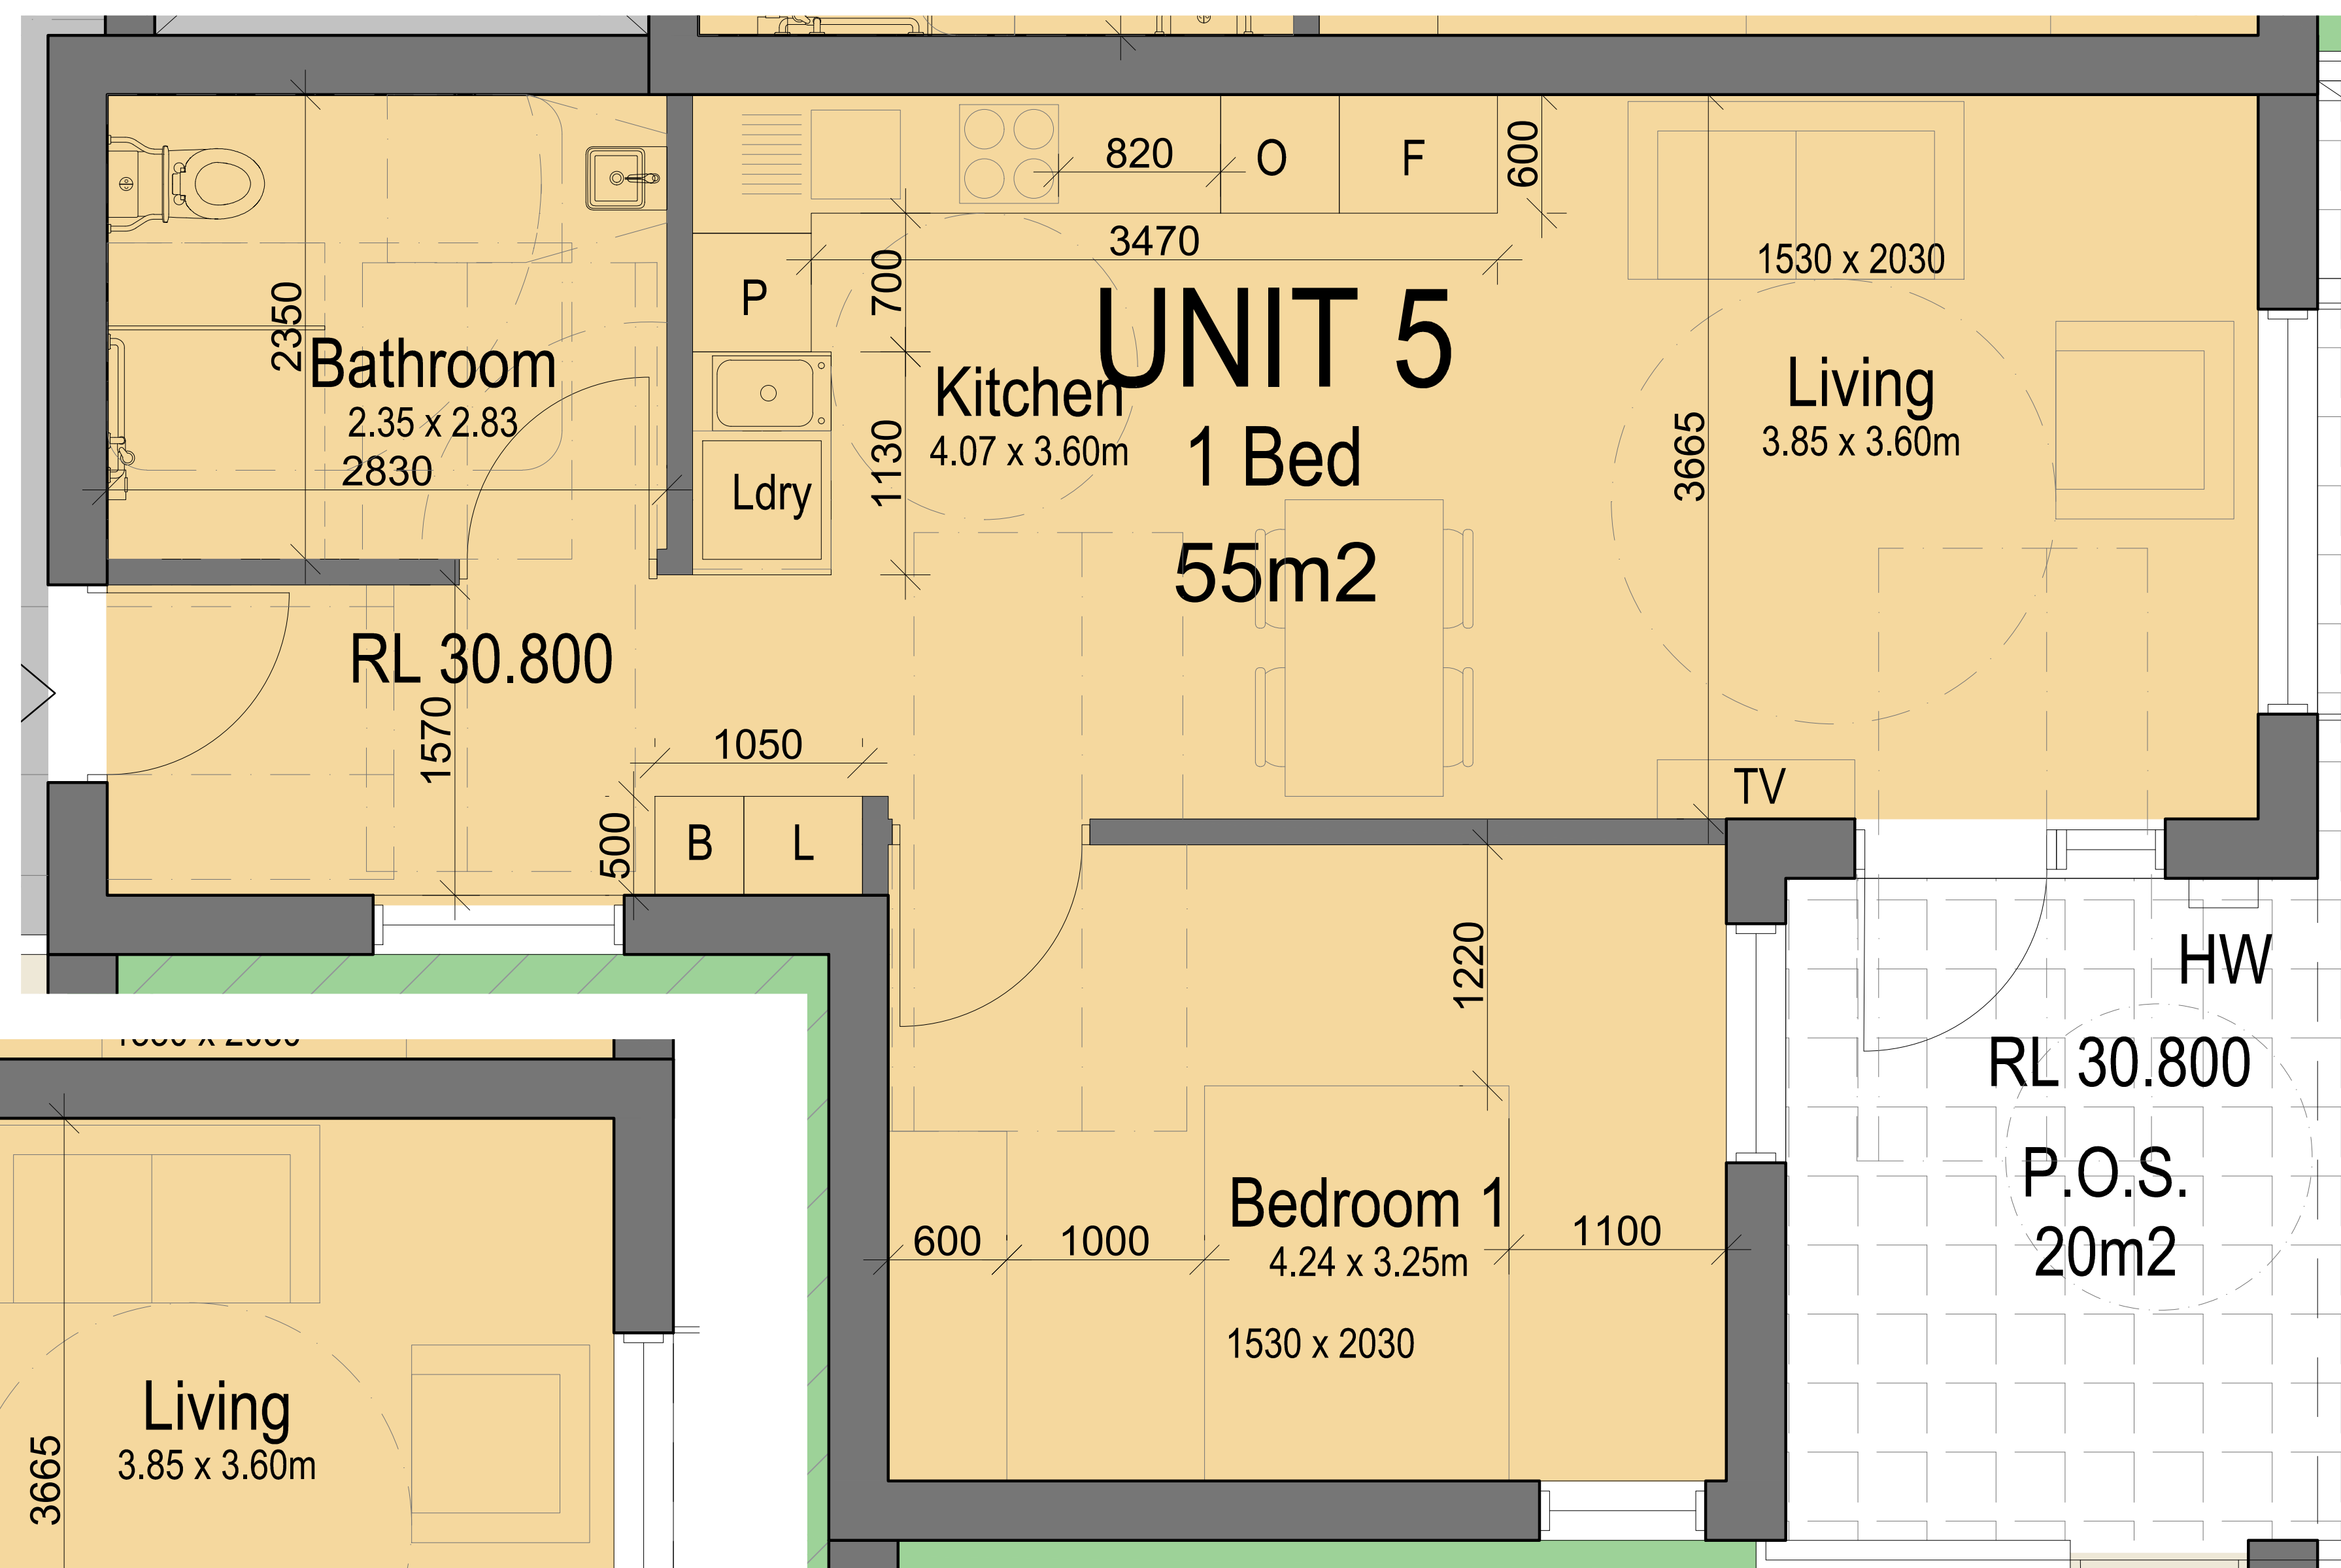 820
O
F
600
3470
1530 x 2030
P
700
UNIT 5
2350
Bathroom
2.35 x 2.83
2830
Kitchen
4.07 x 3.60m
1 Bed
55m2
Living
3.85 x 3.60m
3665
1130
Ldry
RL 30.800
1570
1050
500
B
L
TV
1220
HW
RL 30.800
P.O.S.
20m2
Bedroom 1
4.24 x 3.25m
600
1000
1100
1530 x 2030
Living
3.85 x 3.60m
3665